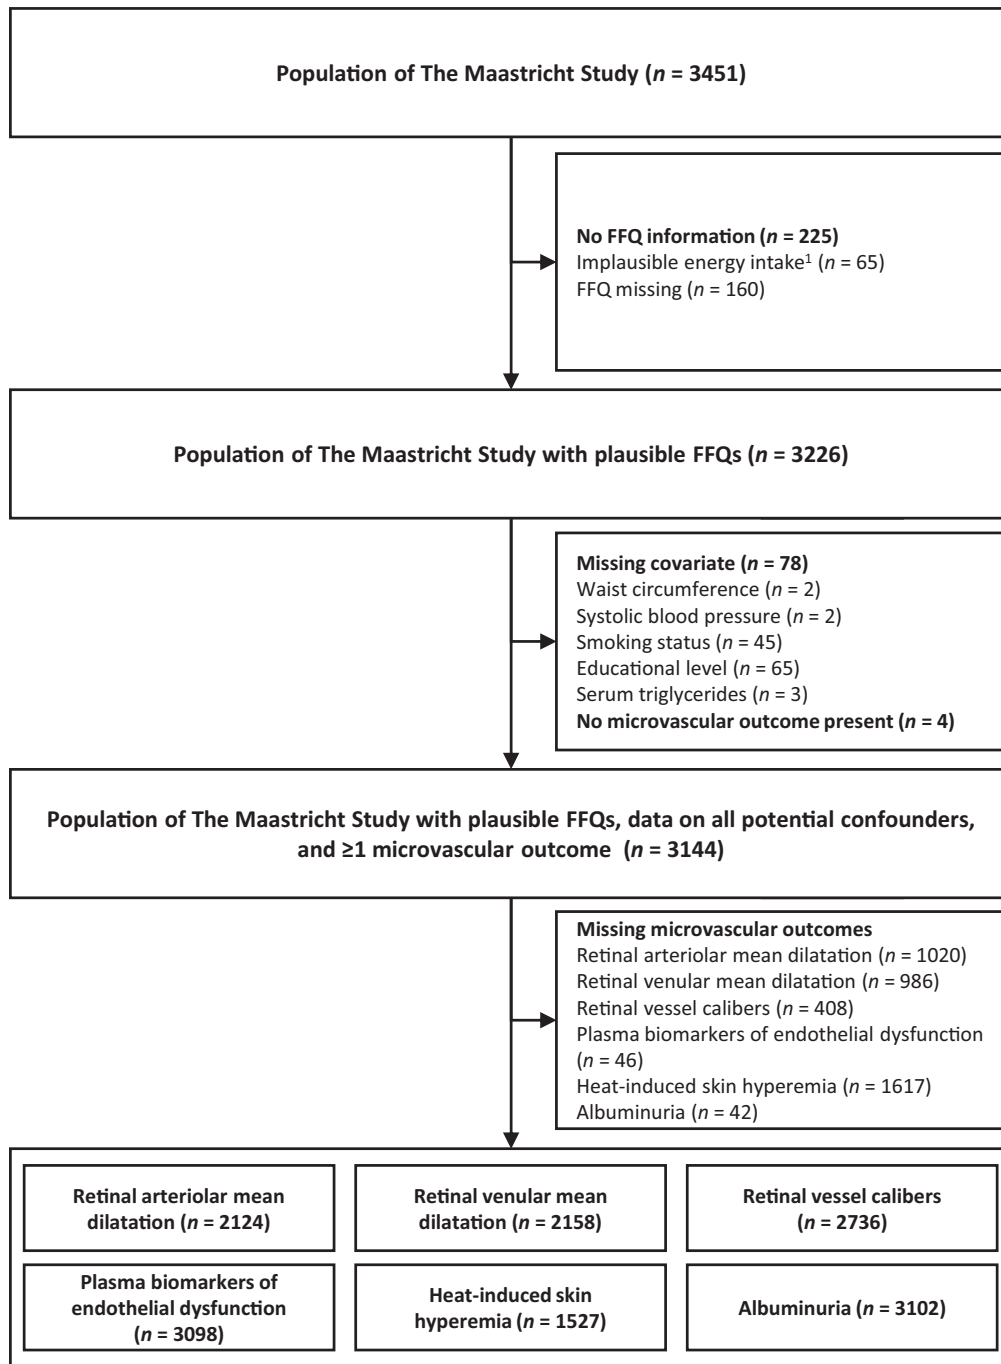 Population of The Maastricht Study (n = 3451)
No FFQ information (n = 225)
Implausible energy intake¹ (n = 65)
FFQ missing (n = 160)
Population of The Maastricht Study with plausible FFQs (n = 3226)
Missing covariate (n = 78)
Waist circumference (n = 2)
Systolic blood pressure (n = 2)
Smoking status (n = 45)
Educational level (n = 65)
Serum triglycerides (n = 3)
No microvascular outcome present (n = 4)
Population of The Maastricht Study with plausible FFQs, data on all potential confounders,
and ≥1 microvascular outcome (n = 3144)
Missing microvascular outcomes
Retinal arteriolar mean dilatation (n = 1020)
Retinal venular mean dilatation (n = 986)
Retinal vessel calibers (n = 408)
Plasma biomarkers of endothelial dysfunction
(n = 46)
Heat-induced skin hyperemia (n = 1617)
Albuminuria (n = 42)
Retinal arteriolar mean
dilatation (n = 2124)
Retinal venular mean
dilatation (n = 2158)
Retinal vessel calibers
(n = 2736)
Plasma biomarkers of
endothelial dysfunction
(n = 3098)
Heat-induced skin
hyperemia (n = 1527)
Albuminuria (n = 3102)